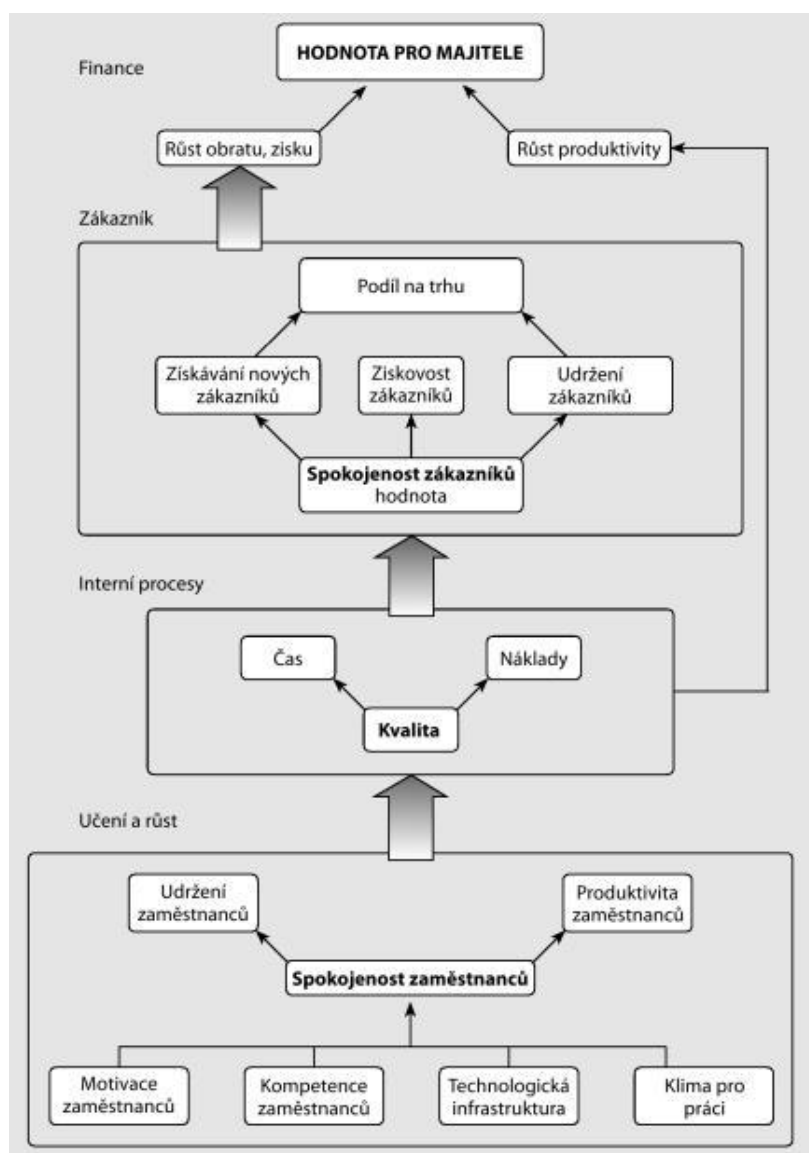 Finance
HODNOTA PRO MAJITELE
Růst obratu, zisku
Růst produktivity
Zákazník
Podíl na trhu
Získávání nových
zákazníků
Ziskovost
zákazníků
Udržení
zákazníků
Spokojenost zákazníků
hodnota
Interní procesy
Čas
Náklady
Kvalita
Učení a růst
Udržení
zaměstnanců
Produktivita
zaměstnanců
Spokojenost zaměstnanců
Motivace
zaměstnanců
Kompetence
zaměstnanců
Technologická
infrastruktura
Klima pro
práci